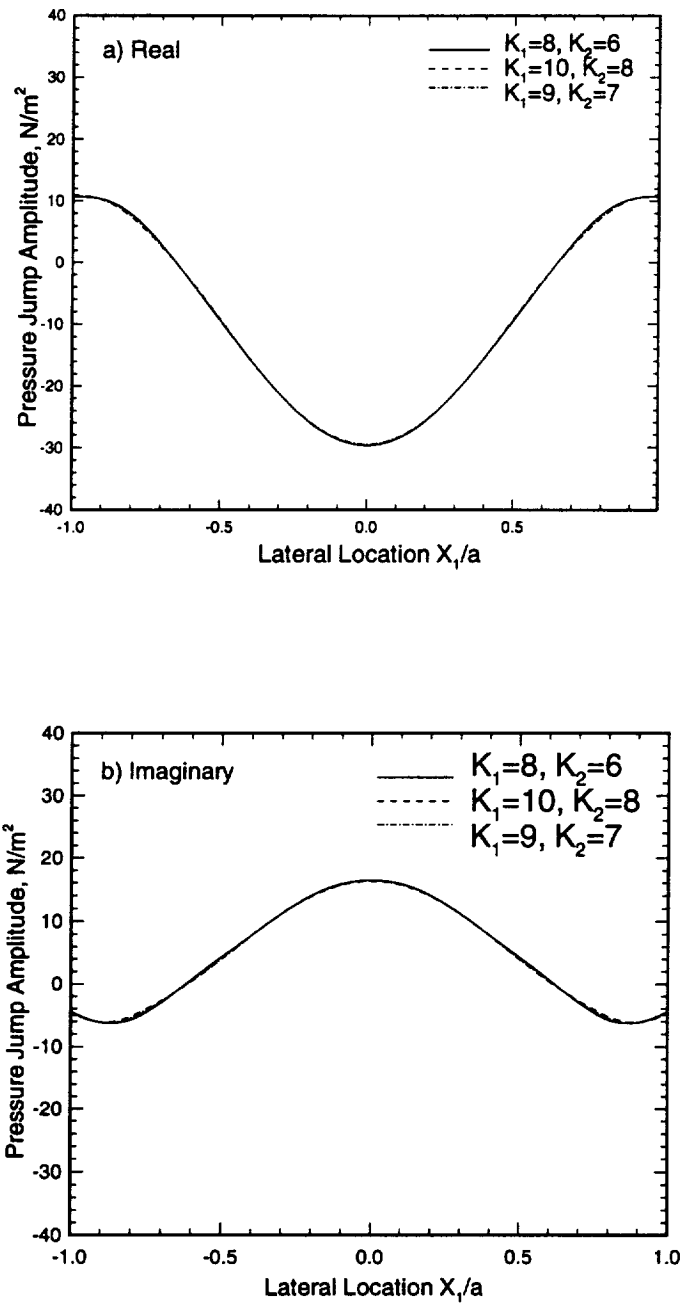 a) Real
K₁=8, K₂=6
K₁=10, K₂=8
K₁=9, K₂=7
40
30
20
10
0
-10
-20
-30
-40
Pressure Jump Amplitude, N/m²
-1.0 -0.5 0.0 0.5
Lateral Location X₁/a
b) Imaginary
K₁=8, K₂=6
K₁=10, K₂=8
K₁=9, K₂=7
40
30
20
10
0
-10
-20
-30
-40
Pressure Jump Amplitude, N/m²
-1.0 -0.5 0.0 0.5 1.0
Lateral Location X₁/a